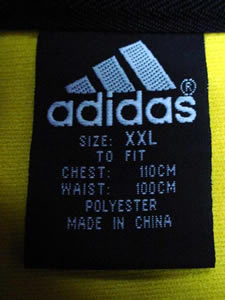 adidas®
SIZE: XXL
TO FIT
CHEST: 110CM
WAIST: 100CM
POLYESTER
MADE IN CHINA